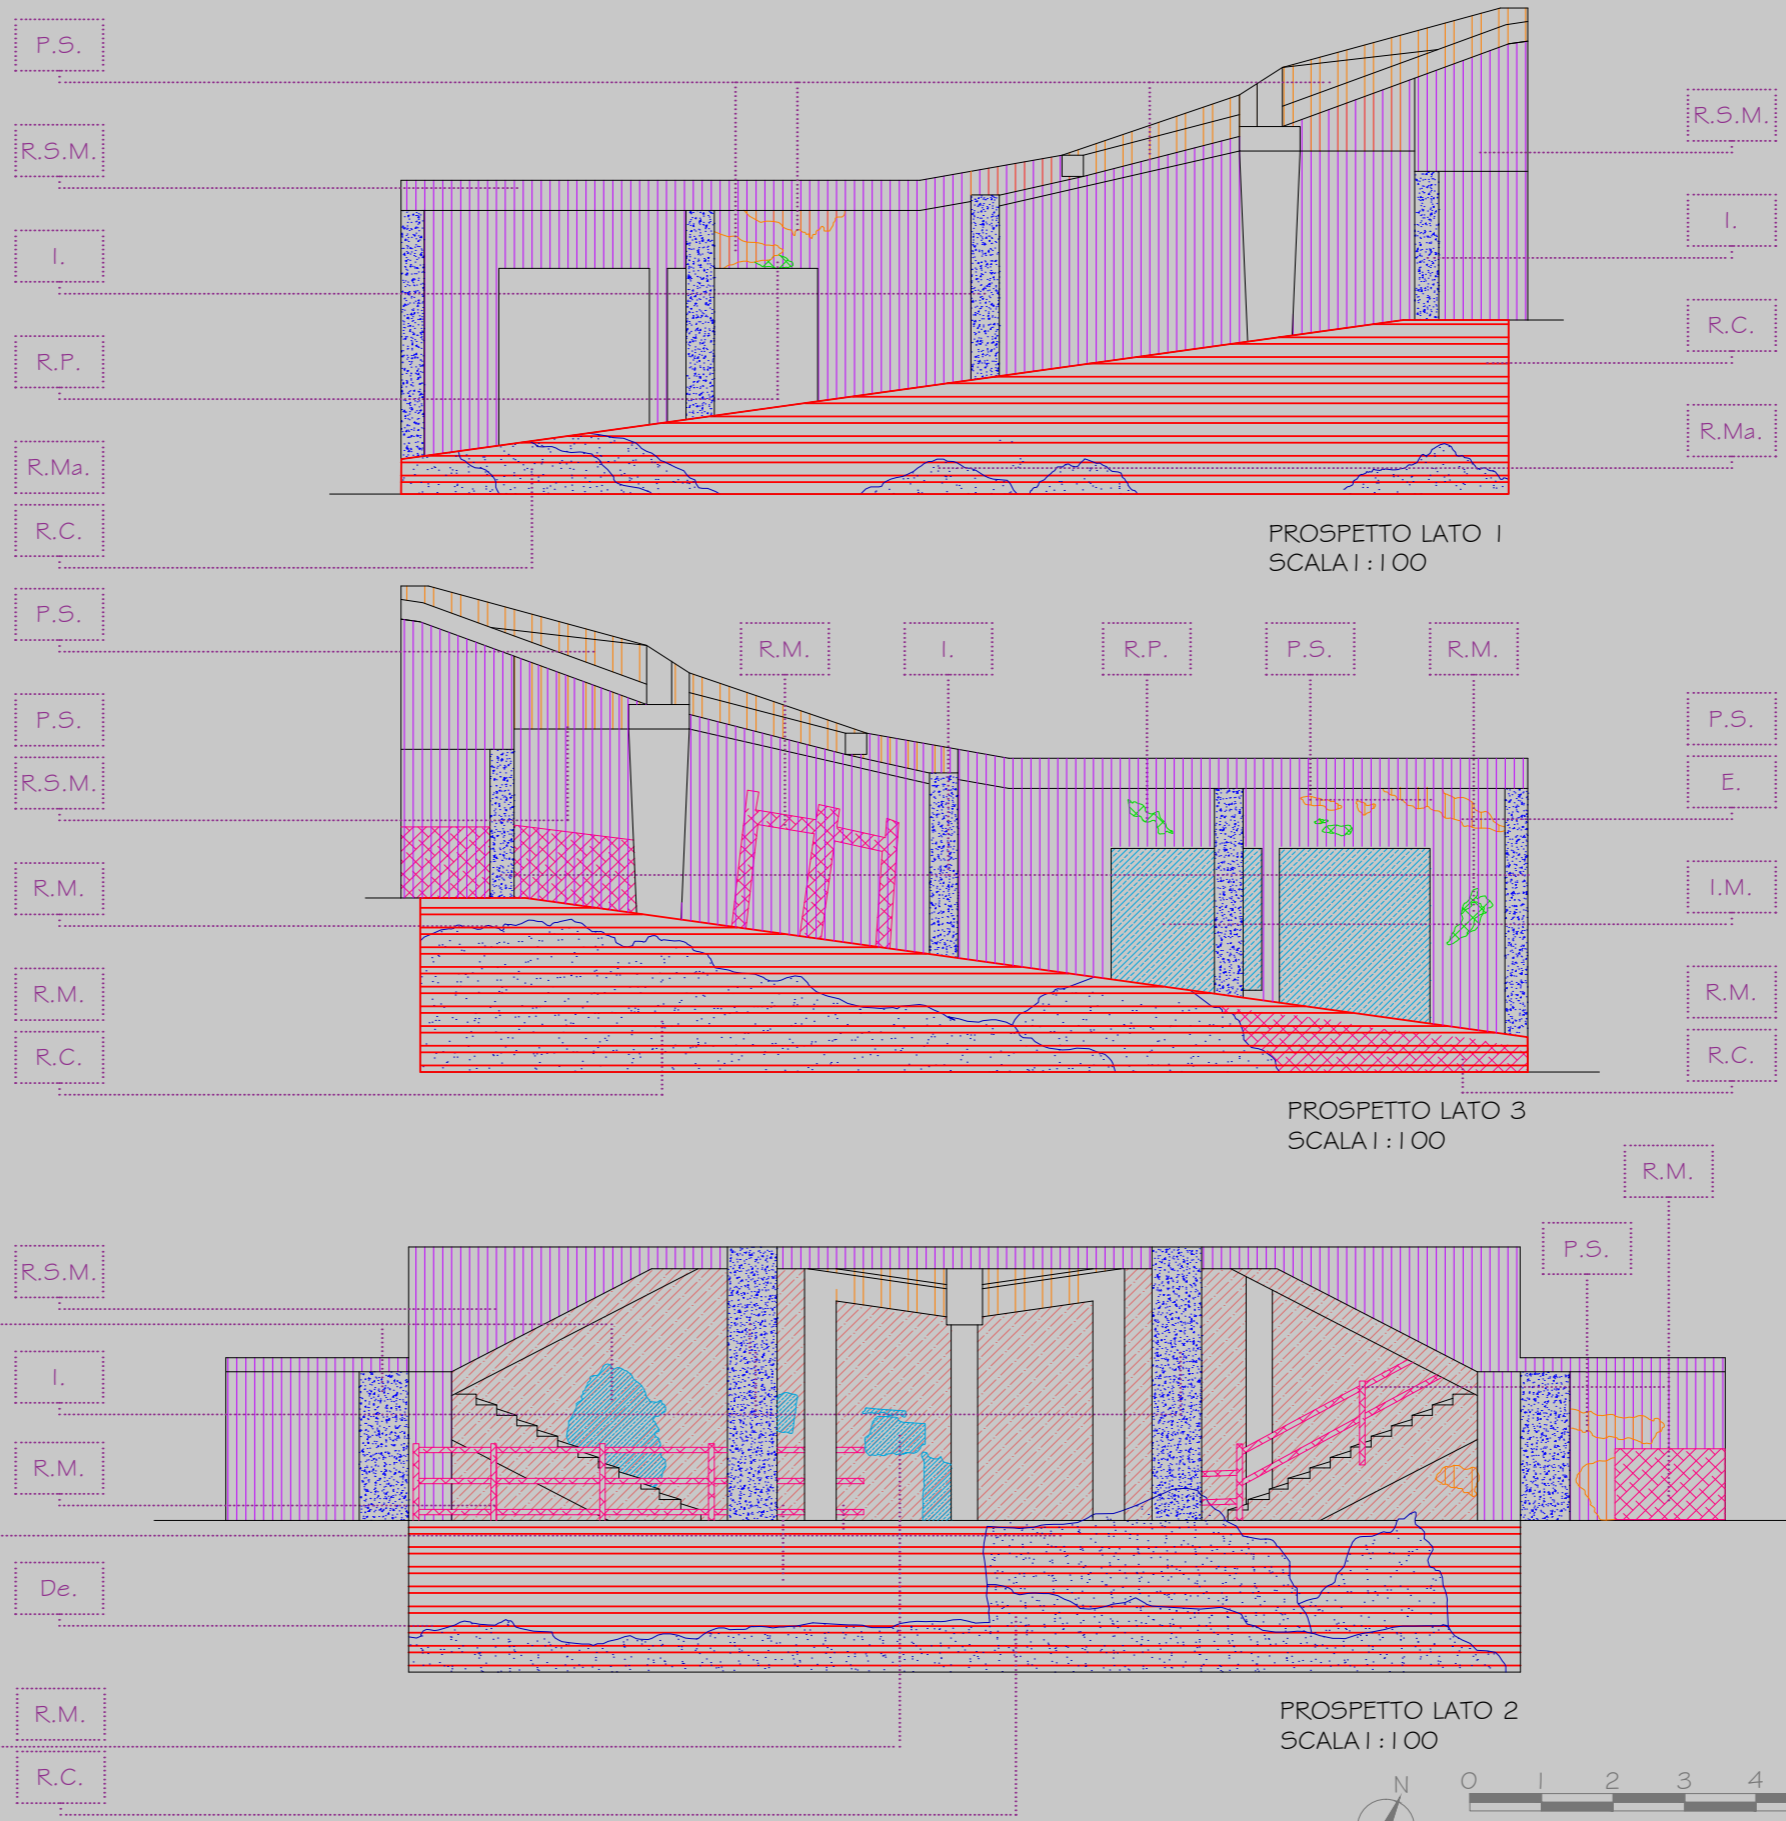 P.S.
R.S.M.
R.S.M.
I.
I.
R.C.
R.P.
R.Ma.
R.Ma.
R.C.
PROSPETTO LATO 1
SCALA 1:100
P.S.
R.M.
I.
R.P.
P.S.
R.M.
P.S.
P.S.
R.S.M.
E.
R.M.
I.M.
R.M.
R.M.
R.C.
R.C.
PROSPETTO LATO 3
SCALA 1:100
R.M.
P.S.
R.S.M.
I.
R.M.
De.
R.M.
PROSPETTO LATO 2
SCALA 1:100
R.C.
N
0 1 2 3 4